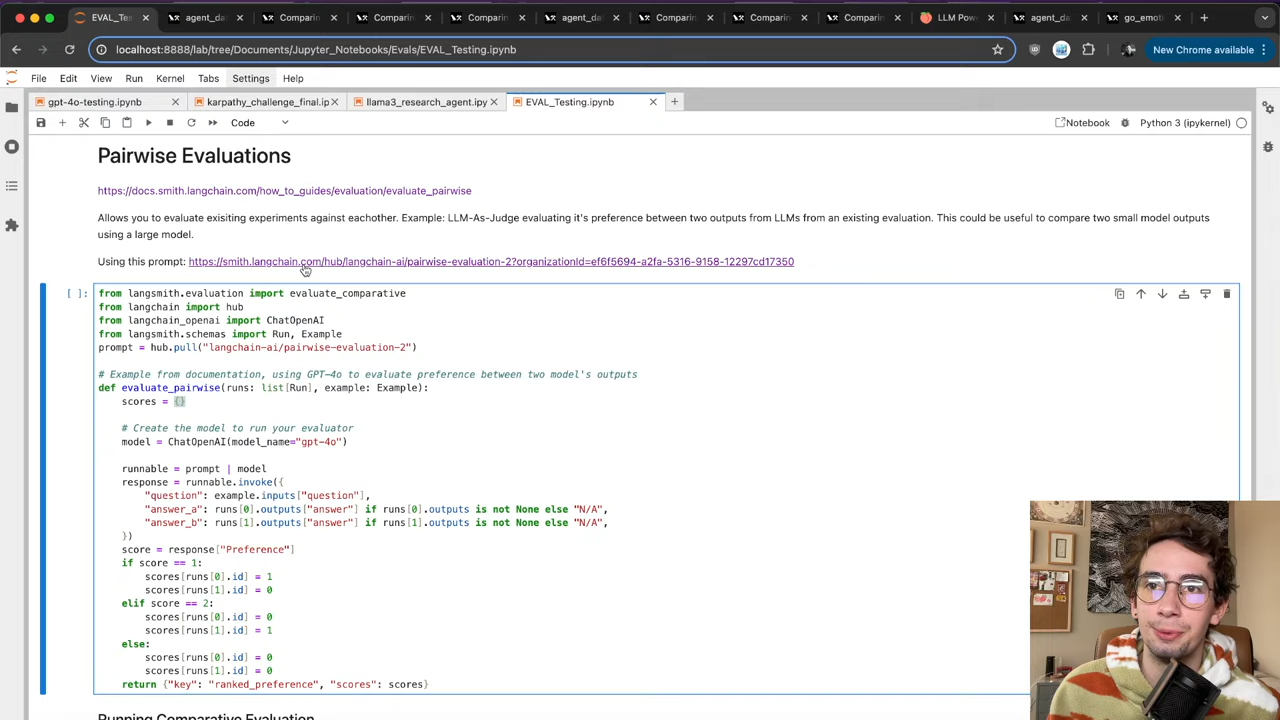 EVAL_Tes
agent_da
Comparin
Comparin
Comparin
agent_da
Comparin
Comparin
Comparin
LLM Pow
agent_da
go_emoti
localhost:8888/lab/tree/Documents/Jupyter_Notebooks/Evals/EVAL_Testing.ipynb
New Chrome available
File Edit View Run Kernel Tabs Settings Help
gpt-4o-testing.ipynb
karpathy_challenge_final.ip
llama3_research_agent.ipy
EVAL_Testing.ipynb
Code
Notebook
Python 3 (ipykernel)
Pairwise Evaluations
https://docs.smith.langchain.com/how_to_guides/evaluation/evaluate_pairwise
Allows you to evaluate exisiting experiments against eachother. Example: LLM-As-Judge evaluating it's preference between two outputs from LLMs from an existing evaluation. This could be useful to compare two small model outputs
using a large model.
Using this prompt: https://smith.langchain.com/hub/langchain-ai/pairwise-evaluation-2?organizationId=ef6f5694-a2fa-5316-9158-12297cd17350
[ ]:
from langsmith.evaluation import evaluate_comparative
from langchain import hub
from langchain_openai import ChatOpenAI
from langsmith.schemas import Run, Example
prompt = hub.pull("langchain-ai/pairwise-evaluation-2")
# Example from documentation, using GPT-4o to evaluate preference between two model's outputs
def evaluate_pairwise(runs: list[Run], example: Example):
scores = {}
# Create the model to run your evaluator
model = ChatOpenAI(model_name="gpt-4o")
runnable = prompt | model
response = runnable.invoke({
"question": example.inputs["question"],
"answer_a": runs[0].outputs["answer"] if runs[0].outputs is not None else "N/A",
"answer_b": runs[1].outputs["answer"] if runs[1].outputs is not None else "N/A",
})
score = response["Preference"]
if score == 1:
scores[runs[0].id] = 1
scores[runs[1].id] = 0
elif score == 2:
scores[runs[0].id] = 0
scores[runs[1].id] = 1
else:
scores[runs[0].id] = 0
scores[runs[1].id] = 0
return {"key": "ranked_preference", "scores": scores}
Running Comparative Evaluation